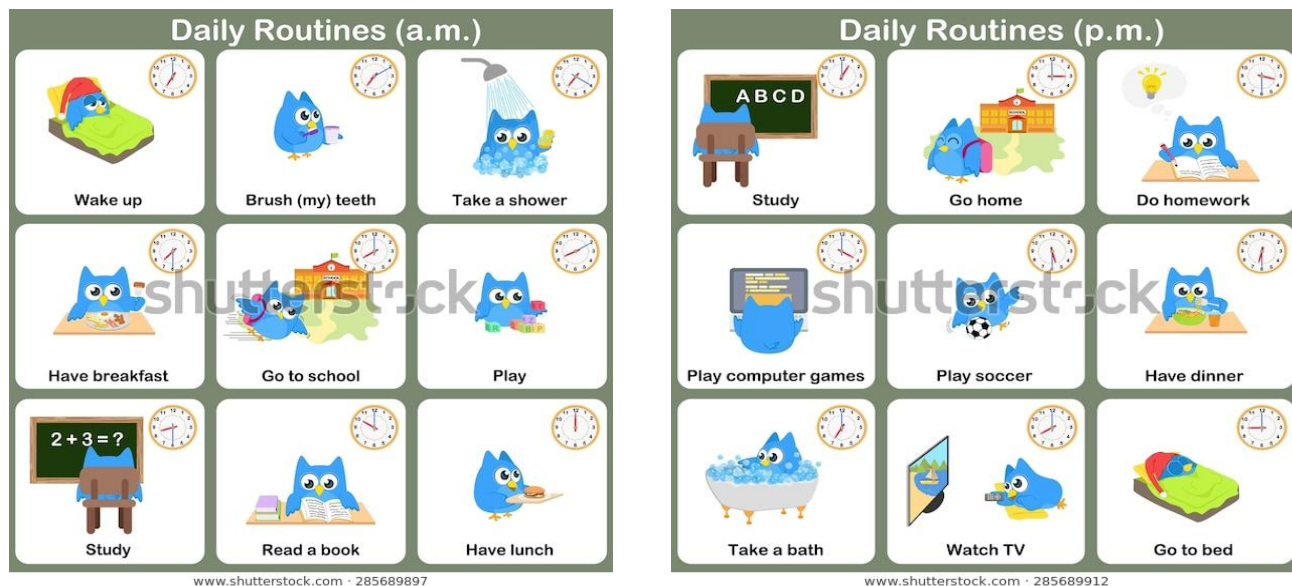 Daily Routines (a.m.)
Wake up
Brush (my) teeth
Take a shower
Have breakfast
SCHOOL
Go to school
Play
2 + 3 = ?
Study
Read a book
Have lunch
shutterstock
www.shutterstock.com · 285689897
Daily Routines (p.m.)
A B C D
Study
SCHOOL
Go home
Do homework
Play computer games
Play soccer
Have dinner
Take a bath
Watch TV
Go to bed
shutterstock
www.shutterstock.com · 285689912